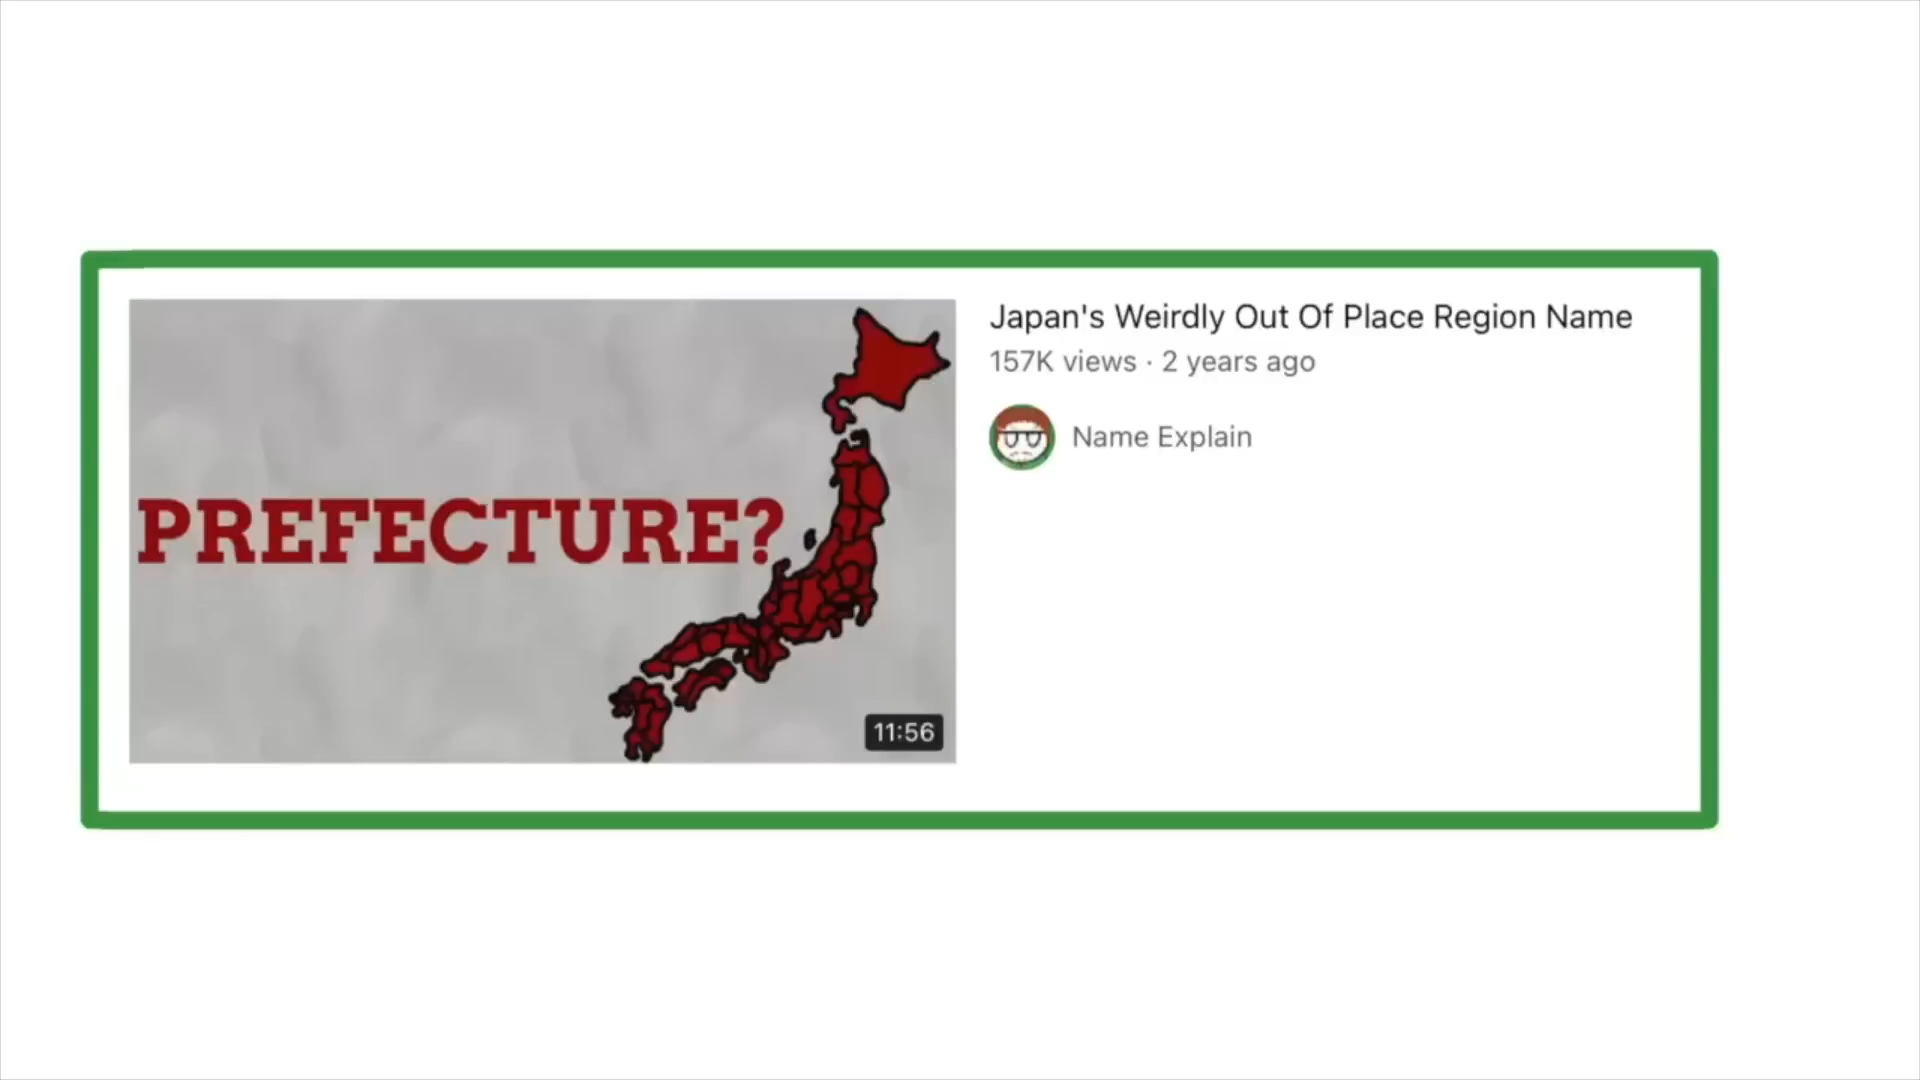 PREFECTURE?
11:56
Japan's Weirdly Out Of Place Region Name
157K views · 2 years ago
Name Explain